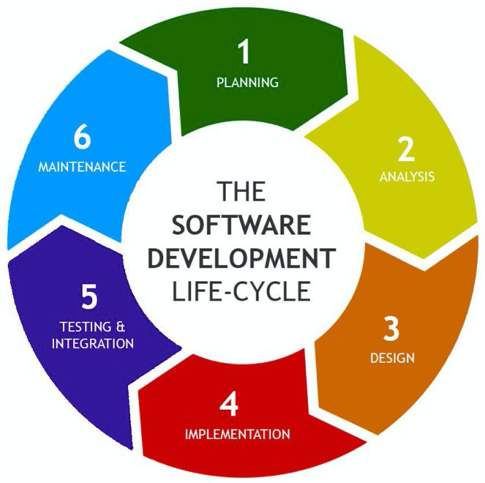 THE
SOFTWARE
DEVELOPMENT
LIFE-CYCLE
1
PLANNING
2
ANALYSIS
3
DESIGN
4
IMPLEMENTATION
5
TESTING &
INTEGRATION
6
MAINTENANCE